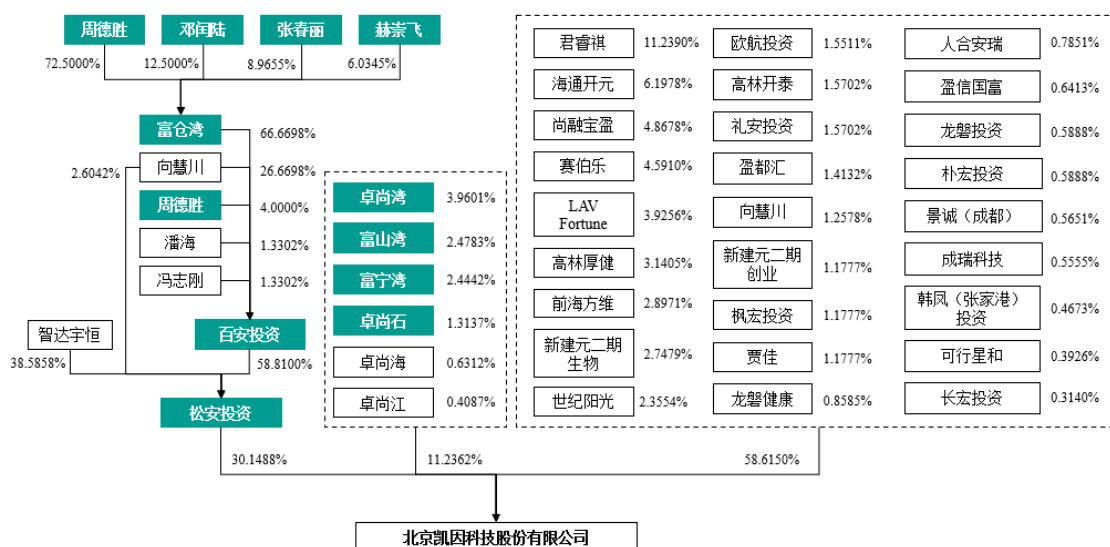 周德胜
邓闰陆
张春丽
赫崇飞
72.5000%
12.5000%
8.9655%
6.0345%
富仓湾
66.6698%
向慧川
2.6042%
26.6698%
周德胜
4.0000%
潘海
1.3302%
冯志刚
1.3302%
智达宇恒
百安投资
38.5858%
58.8100%
松安投资
卓尚湾
3.9601%
富山湾
2.4783%
富宁湾
2.4442%
卓尚石
1.3137%
卓尚海
0.6312%
卓尚江
0.4087%
君睿祺
11.2390%
海通开元
6.1978%
尚融宝盈
4.8678%
赛伯乐
4.5910%
LAV
Fortune
3.9256%
高林厚健
3.1405%
前海方维
2.8971%
新建元二期
生物
2.7479%
世纪阳光
2.3554%
欧航投资
1.5511%
高林开泰
1.5702%
礼安投资
1.5702%
盈都汇
1.4132%
向慧川
1.2578%
新建元二期
创业
1.1777%
枫宏投资
1.1777%
贾佳
1.1777%
龙磐健康
0.8585%
人合安瑞
0.7851%
盈信国富
0.6413%
龙磐投资
0.5888%
朴宏投资
0.5888%
景诚（成都）
0.5651%
成瑞科技
0.5555%
韩凤（张家港）
投资
0.4673%
可行星和
0.3926%
长宏投资
0.3140%
30.1488%
11.2362%
58.6150%
北京凯因科技股份有限公司